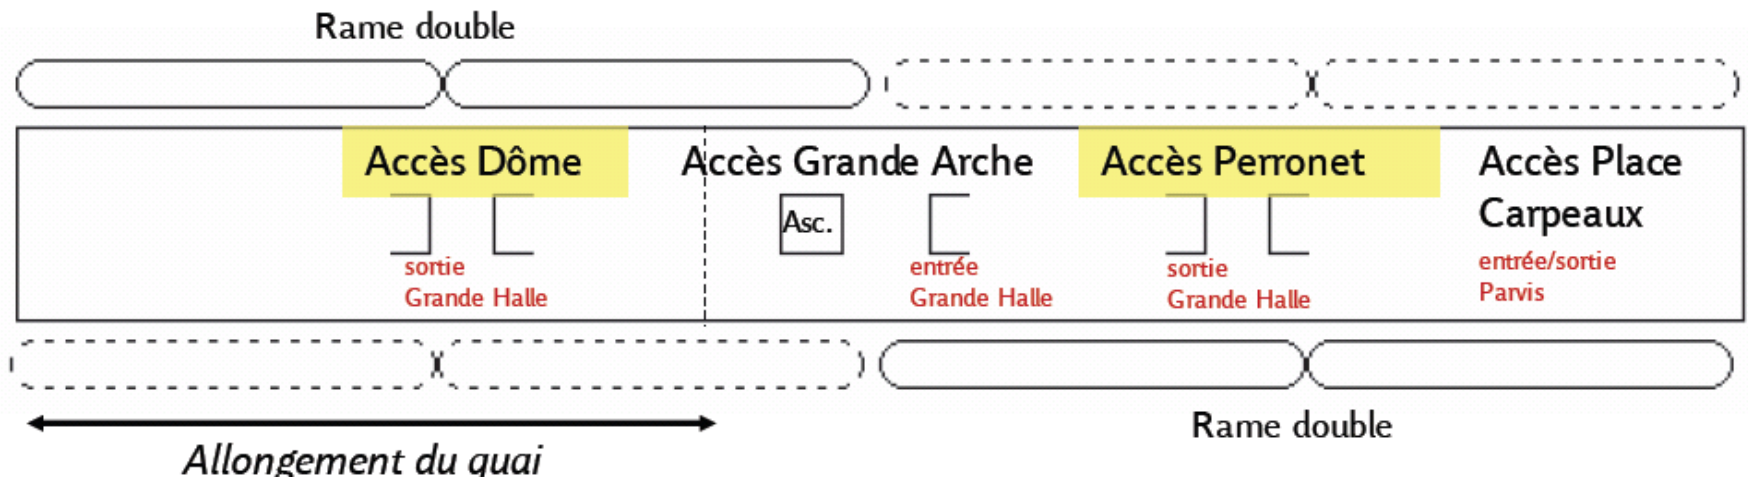 Rame double
Accès Dôme
Accès Grande Arche
Accès Perronet
Accès Place
Carpeaux
Asc.
sortie
Grande Halle
entrée
Grande Halle
sortie
Grande Halle
entrée/sortie
Parvis
Rame double
Allongement du quai